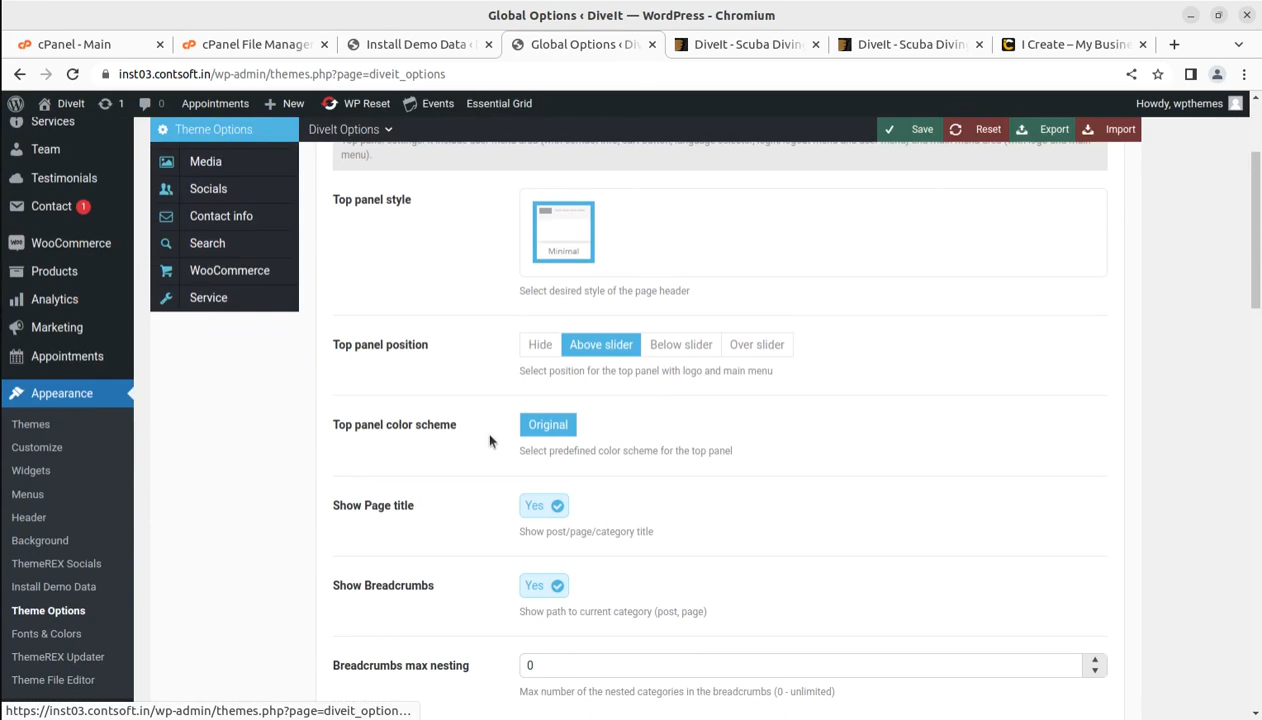 Global Options ‹ DiveIt — WordPress - Chromium
cPanel - Main
cPanel File Manage
Install Demo Data ‹
Global Options ‹ Div
DiveIt - Scuba Divin
DiveIt - Scuba Divin
I Create – My Busine
inst03.contsoft.in/wp-admin/themes.php?page=diveit_options
DiveIt
1
0
Appointments
New
WP Reset
Events
Essential Grid
Howdy, wpthemes
Services
Team
Testimonials
Contact 1
WooCommerce
Products
Analytics
Marketing
Appointments
Appearance
Themes
Customize
Widgets
Menus
Header
Background
ThemeREX Socials
Install Demo Data
Theme Options
Fonts & Colors
ThemeREX Updater
Theme File Editor
Theme Options
Media
Socials
Contact info
Search
WooCommerce
Service
DiveIt Options
Save
Reset
Export
Import
menu).
Top panel style
Minimal
Select desired style of the page header
Top panel position
Hide
Above slider
Below slider
Over slider
Select position for the top panel with logo and main menu
Top panel color scheme
Original
Select predefined color scheme for the top panel
Show Page title
Yes
Show post/page/category title
Show Breadcrumbs
Yes
Show path to current category (post, page)
Breadcrumbs max nesting
0
Max number of the nested categories in the breadcrumbs (0 - unlimited)
https://inst03.contsoft.in/wp-admin/themes.php?page=diveit_option…